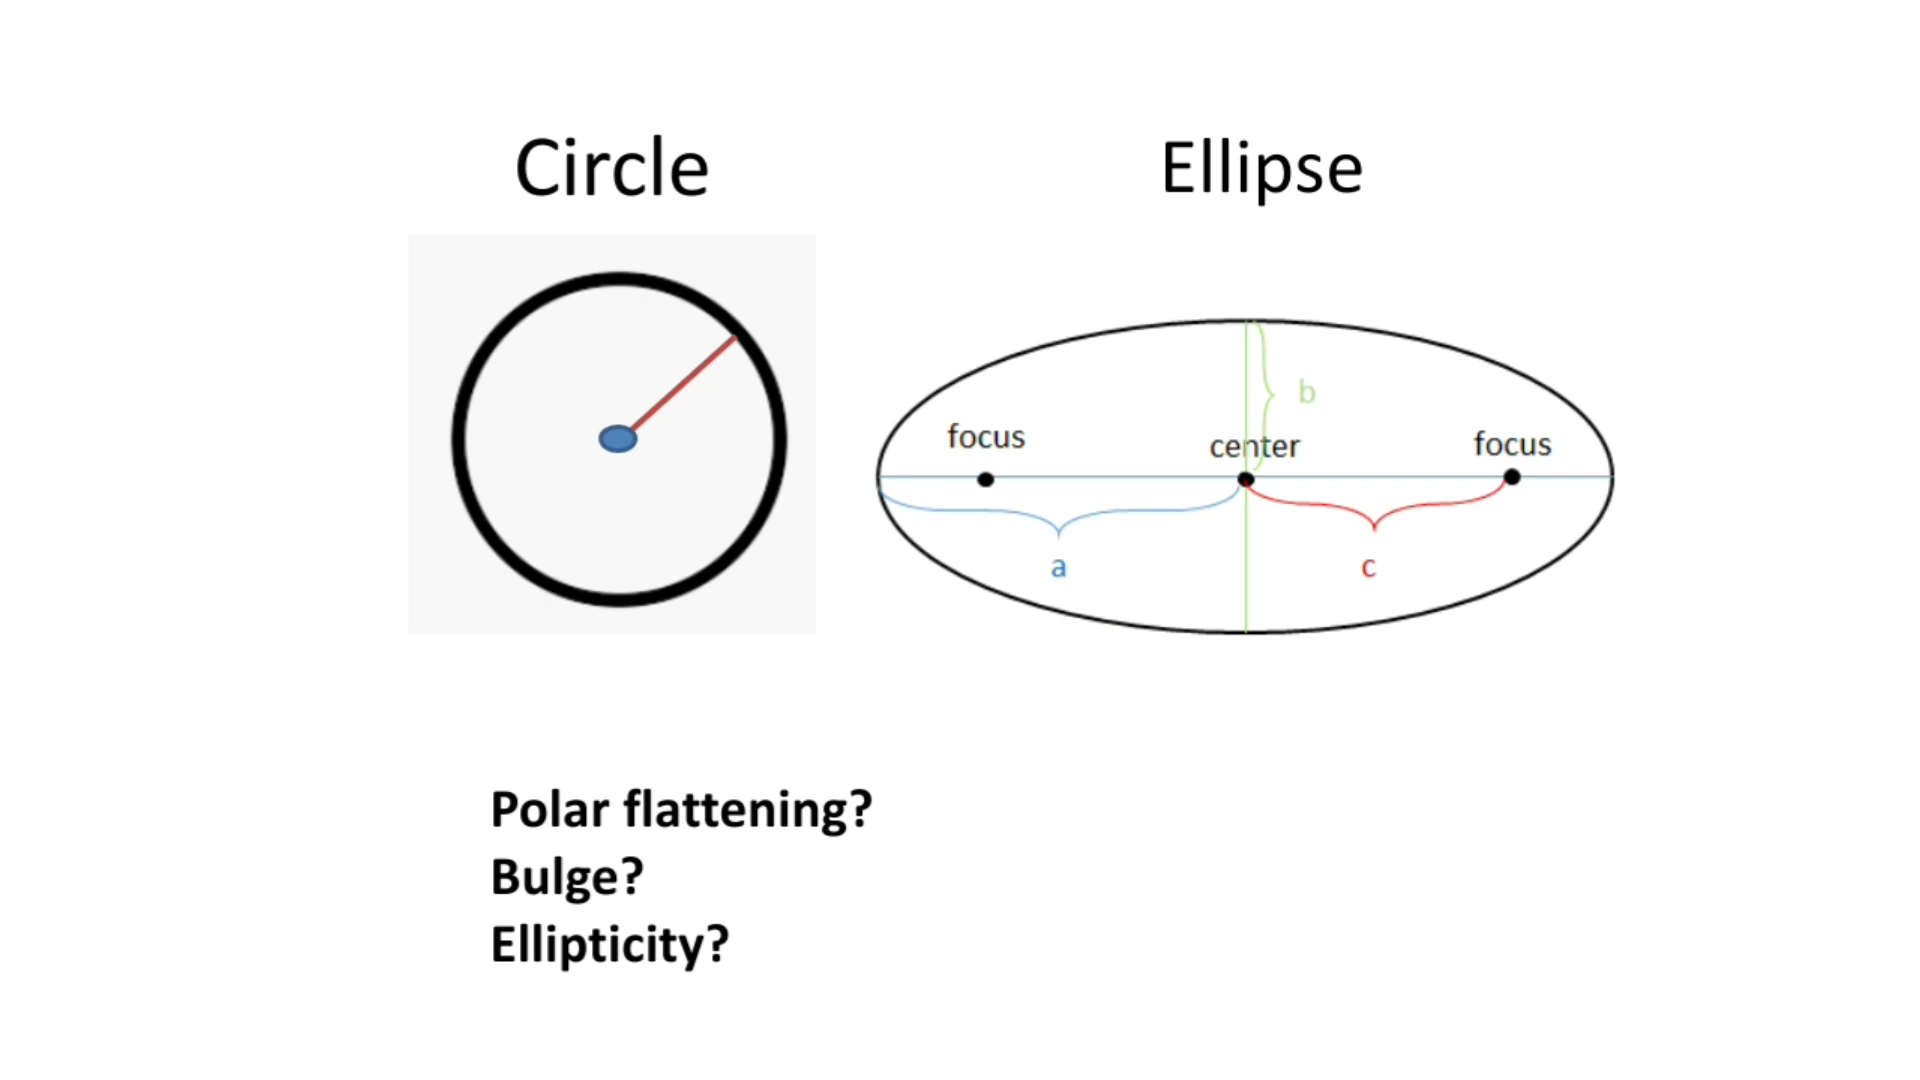 Circle
Ellipse
b
focus
center
focus
a
c
Polar flattening?
Bulge?
Ellipticity?